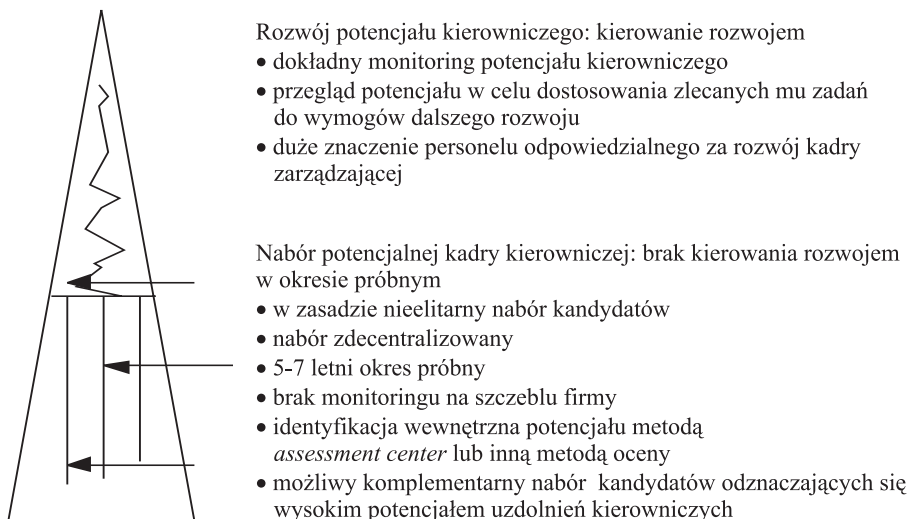 Rozwój potencjału kierowniczego: kierowanie rozwojem
• dokładny monitoring potencjału kierowniczego
• przegląd potencjału w celu dostosowania zlecanych mu zadań
do wymogów dalszego rozwoju
• duże znaczenie personelu odpowiedzialnego za rozwój kadry
zarządzającej
Nabór potencjalnej kadry kierowniczej: brak kierowania rozwojem
w okresie próbnym
• w zasadzie nieelitarny nabór kandydatów
• nabór zdecentralizowany
• 5-7 letni okres próbny
• brak monitoringu na szczeblu firmy
• identyfikacja wewnętrzna potencjału metodą
assessment center lub inną metodą oceny
• możliwy komplementarny nabór kandydatów odznaczających się
wysokim potencjałem uzdolnień kierowniczych